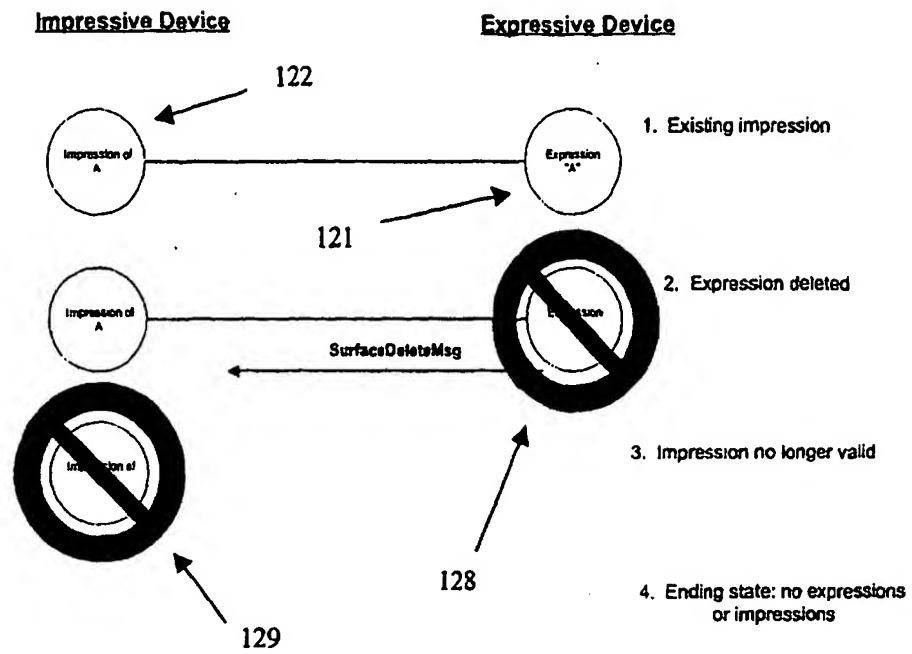 Impressive Device
Expressive Device
122
Impression of
A
Expression
"A"
1. Existing impression
121
Impression of
A
2. Expression deleted
SurfaceDeleteMsg
3. Impression no longer valid
128
129
4. Ending state: no expressions
or impressions